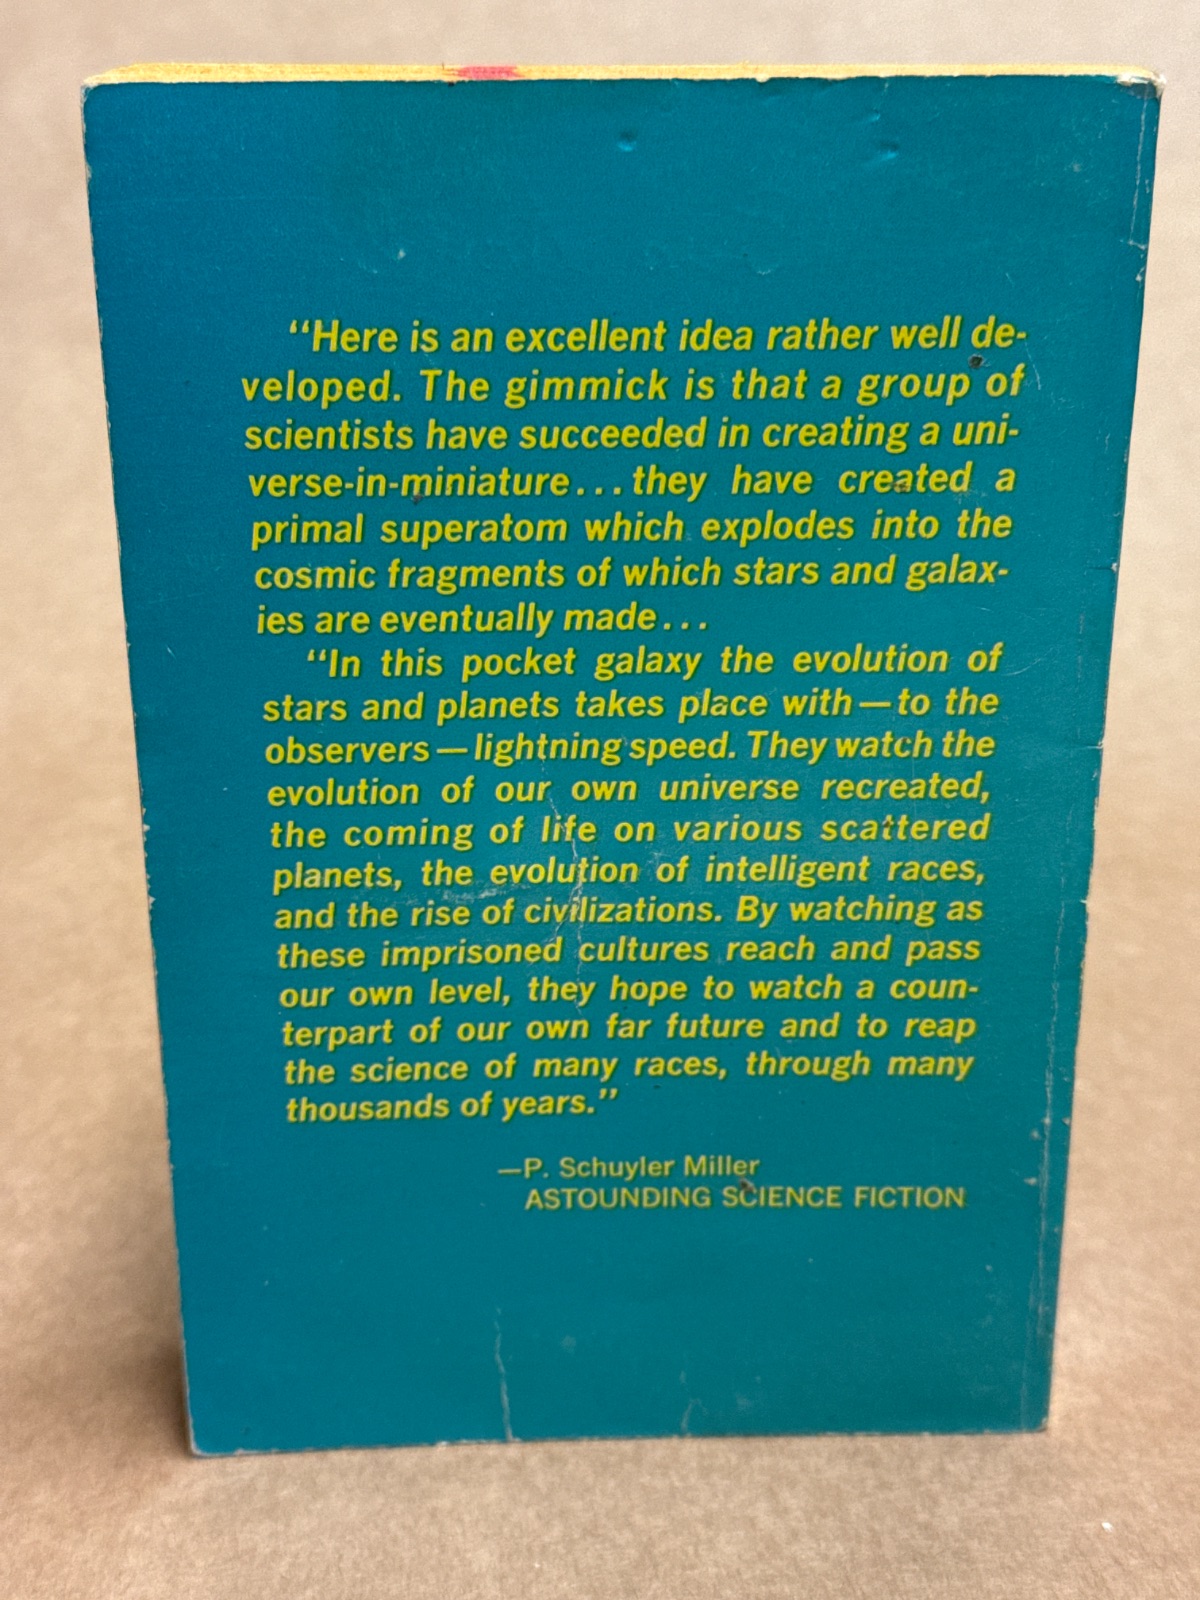 “Here is an excellent idea rather well de-
veloped. The gimmick is that a group of
scientists have succeeded in creating a uni-
verse-in-miniature...they have created a
primal superatom which explodes into the
cosmic fragments of which stars and galax-
ies are eventually made...
“In this pocket galaxy the evolution of
stars and planets takes place with—to the
observers—lightning speed. They watch the
evolution of our own universe recreated,
the coming of life on various scattered
planets, the evolution of intelligent races,
and the rise of civilizations. By watching as
these imprisoned cultures reach and pass
our own level, they hope to watch a coun-
terpart of our own far future and to reap
the science of many races, through many
thousands of years.”
—P. Schuyler Miller
ASTOUNDING SCIENCE FICTION